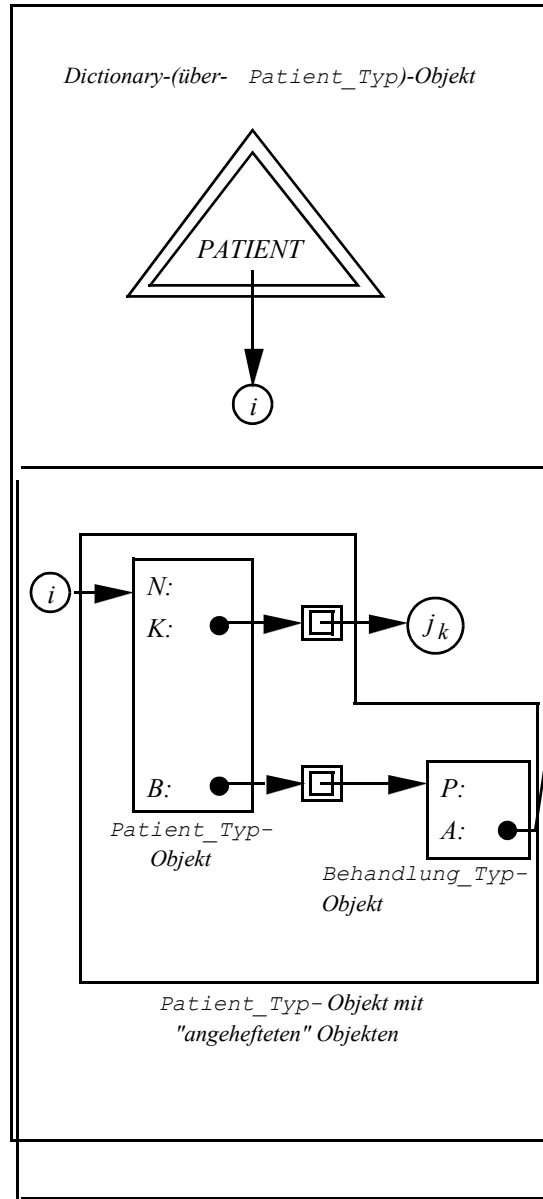 Dictionary-(über- Patient_Typ)-Objekt
PATIENT
i
i
N:
K:
j k
B:
P:
A:
Patient_Typ-
Objekt
Behandlung_Typ-
Objekt
Patient_Typ- Objekt mit
"angehefteten" Objekten